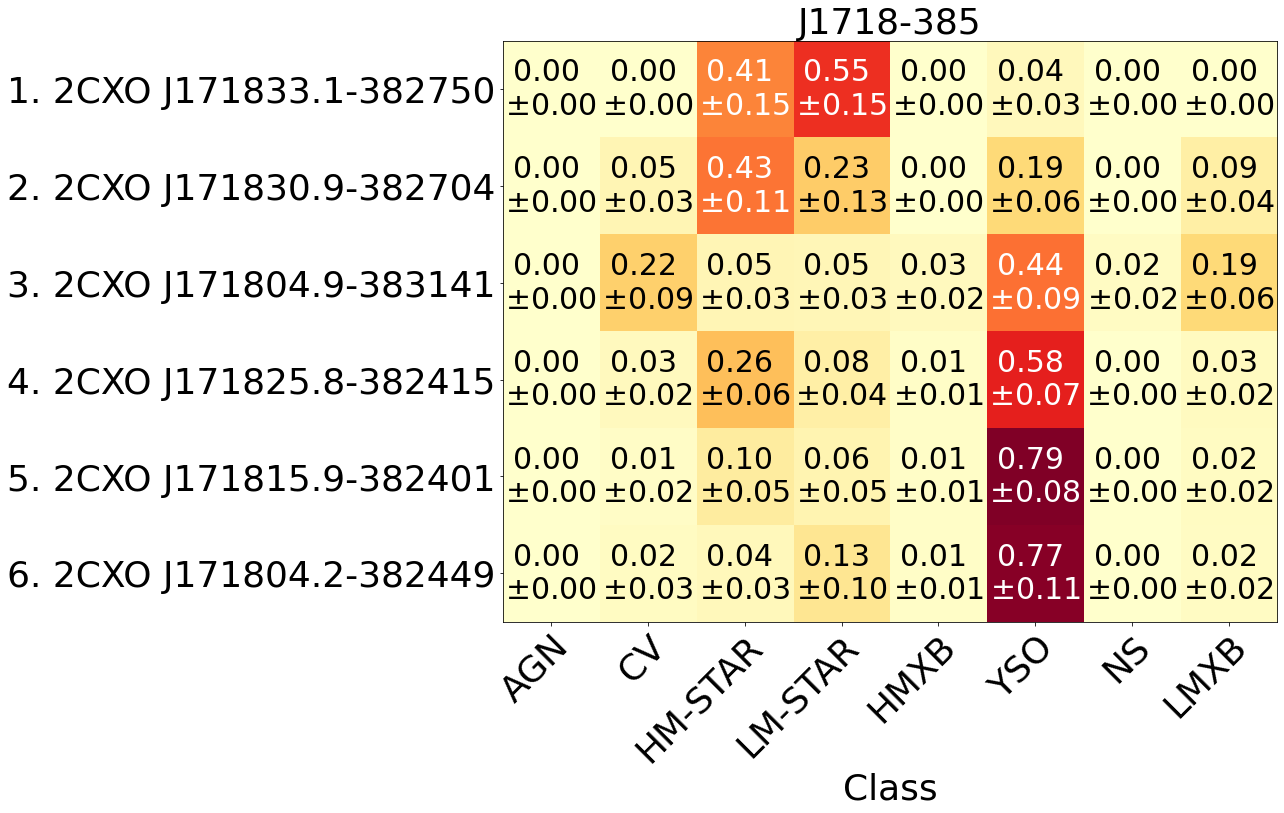 J1718-385
1. 2CXO J171833.1-382750
0.00 0.00 0.41 0.55 0.00 0.04 0.00 0.00
±0.00 ±0.00 ±0.15 ±0.15 ±0.00 ±0.03 ±0.00 ±0.00
2. 2CXO J171830.9-382704
0.00 0.05 0.43 0.23 0.00 0.19 0.00 0.09
±0.00 ±0.03 ±0.11 ±0.13 ±0.00 ±0.06 ±0.00 ±0.04
3. 2CXO J171804.9-383141
0.00 0.22 0.05 0.05 0.03 0.44 0.02 0.19
±0.00 ±0.09 ±0.03 ±0.03 ±0.02 ±0.09 ±0.02 ±0.06
4. 2CXO J171825.8-382415
0.00 0.03 0.26 0.08 0.01 0.58 0.00 0.03
±0.00 ±0.02 ±0.06 ±0.04 ±0.01 ±0.07 ±0.00 ±0.02
5. 2CXO J171815.9-382401
0.00 0.01 0.10 0.06 0.01 0.79 0.00 0.02
±0.00 ±0.02 ±0.05 ±0.05 ±0.01 ±0.08 ±0.00 ±0.02
6. 2CXO J171804.2-382449
0.00 0.02 0.04 0.13 0.01 0.77 0.00 0.02
±0.00 ±0.03 ±0.03 ±0.10 ±0.01 ±0.11 ±0.00 ±0.02
AGN CV HM-STAR LM-STAR HMXB YSO NS LMXB
Class